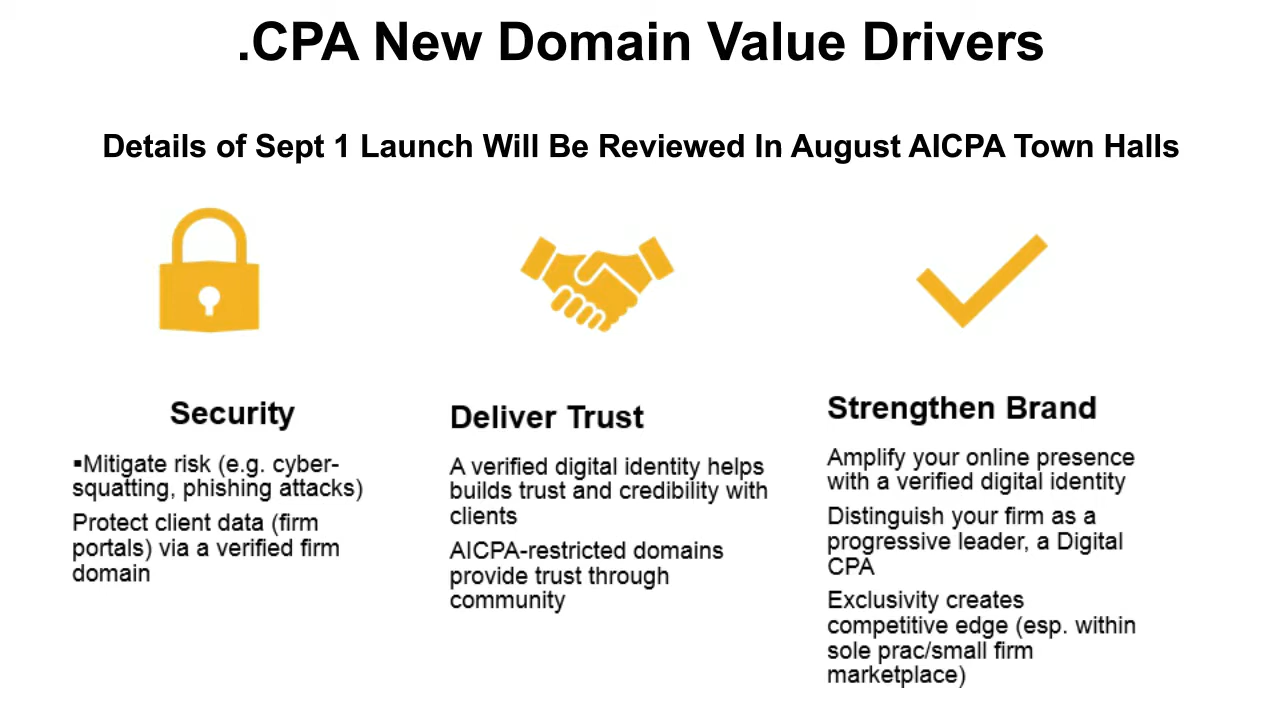 .CPA New Domain Value Drivers
Details of Sept 1 Launch Will Be Reviewed In August AICPA Town Halls
Security
▪Mitigate risk (e.g. cyber-
squatting, phishing attacks)
Protect client data (firm
portals) via a verified firm
domain
Deliver Trust
A verified digital identity helps
builds trust and credibility with
clients
AICPA-restricted domains
provide trust through
community
Strengthen Brand
Amplify your online presence
with a verified digital identity
Distinguish your firm as a
progressive leader, a Digital
CPA
Exclusivity creates
competitive edge (esp. within
sole prac/small firm
marketplace)